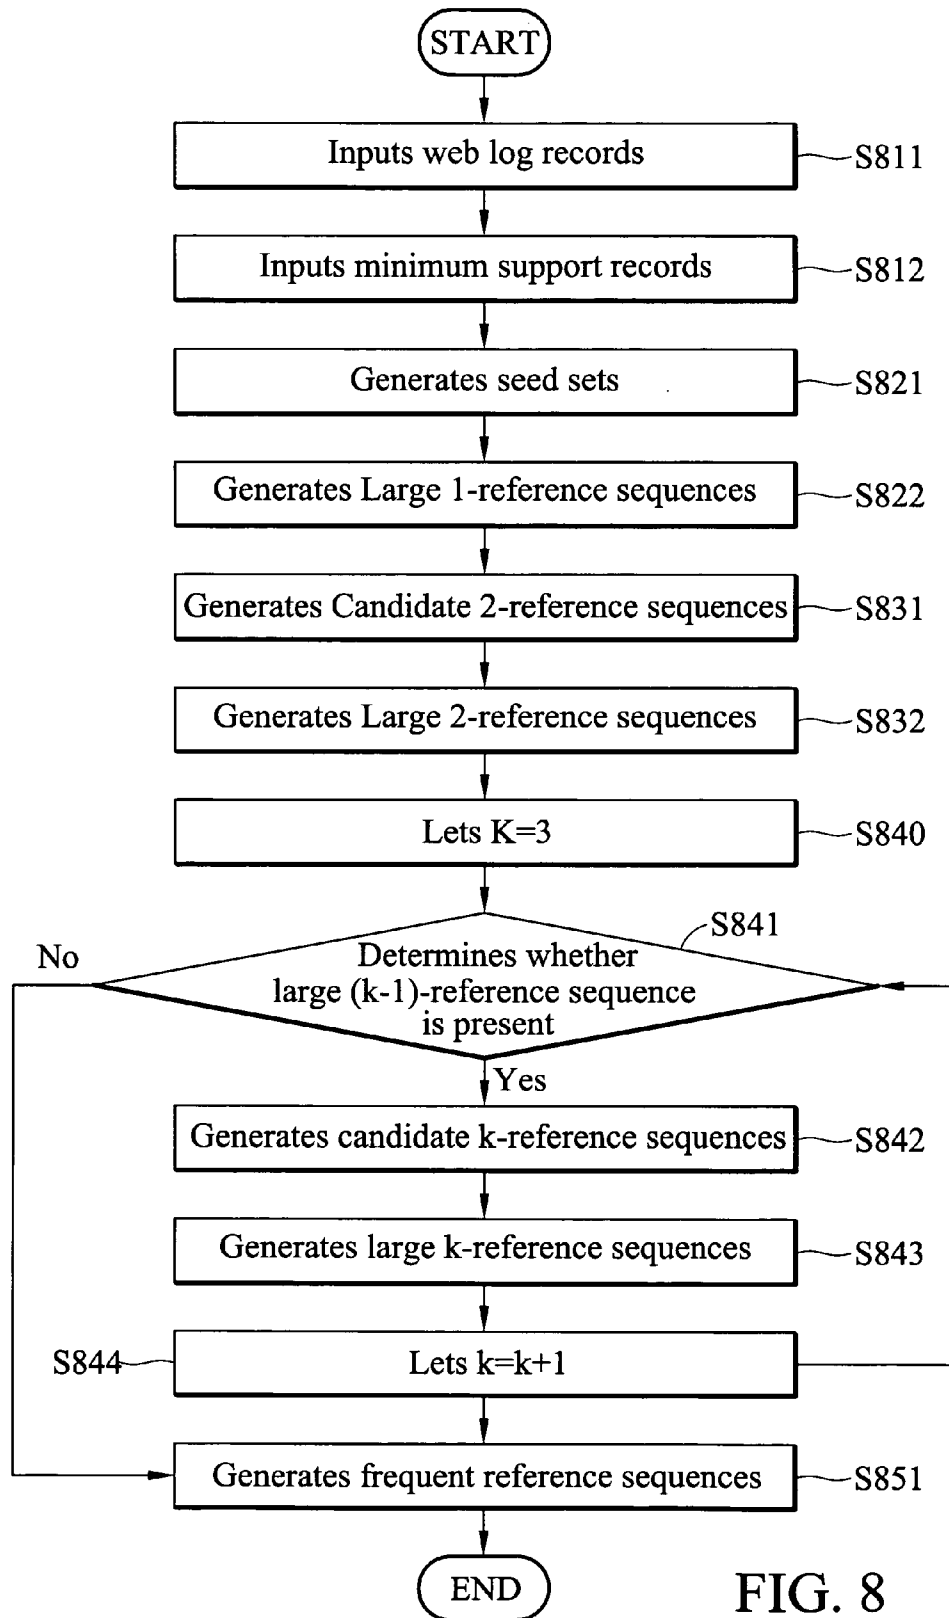 START
Inputs web log records
S811
Inputs minimum support records
S812
Generates seed sets
S821
Generates Large 1-reference sequences
S822
Generates Candidate 2-reference sequences
S831
Generates Large 2-reference sequences
S832
Lets K=3
S840
S841
No
Determines whether
large (k-1)-reference sequence
is present
Yes
Generates candidate k-reference sequences
S842
Generates large k-reference sequences
S843
S844
Lets k=k+1
Generates frequent reference sequences
S851
END
FIG. 8